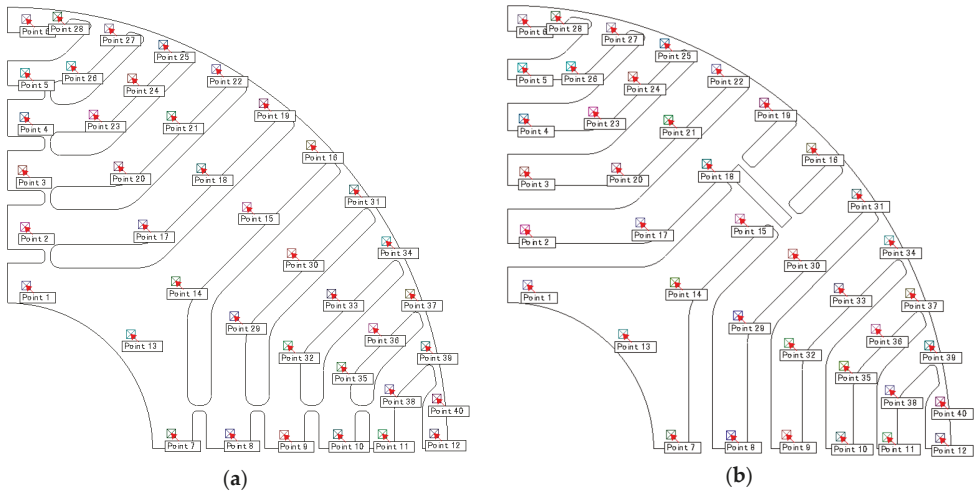 Point 6
Point 28
Point 27
Point 25
Point 5
Point 26
Point 24
Point 22
Point 4
Point 23
Point 21
Point 19
Point 3
Point 20
Point 18
Point 16
Point 2
Point 17
Point 15
Point 31
Point 1
Point 14
Point 30
Point 34
Point 13
Point 29
Point 33
Point 37
Point 32
Point 36
Point 39
Point 35
Point 38
Point 40
Point 7
Point 8
Point 9
Point 10
Point 11
Point 12
(a)
Point 6
Point 28
Point 27
Point 25
Point 5
Point 26
Point 24
Point 22
Point 4
Point 23
Point 21
Point 19
Point 3
Point 20
Point 18
Point 16
Point 2
Point 17
Point 15
Point 31
Point 1
Point 14
Point 30
Point 34
Point 13
Point 29
Point 33
Point 37
Point 32
Point 36
Point 39
Point 35
Point 38
Point 40
Point 7
Point 8
Point 9
Point 10
Point 11
Point 12
(b)